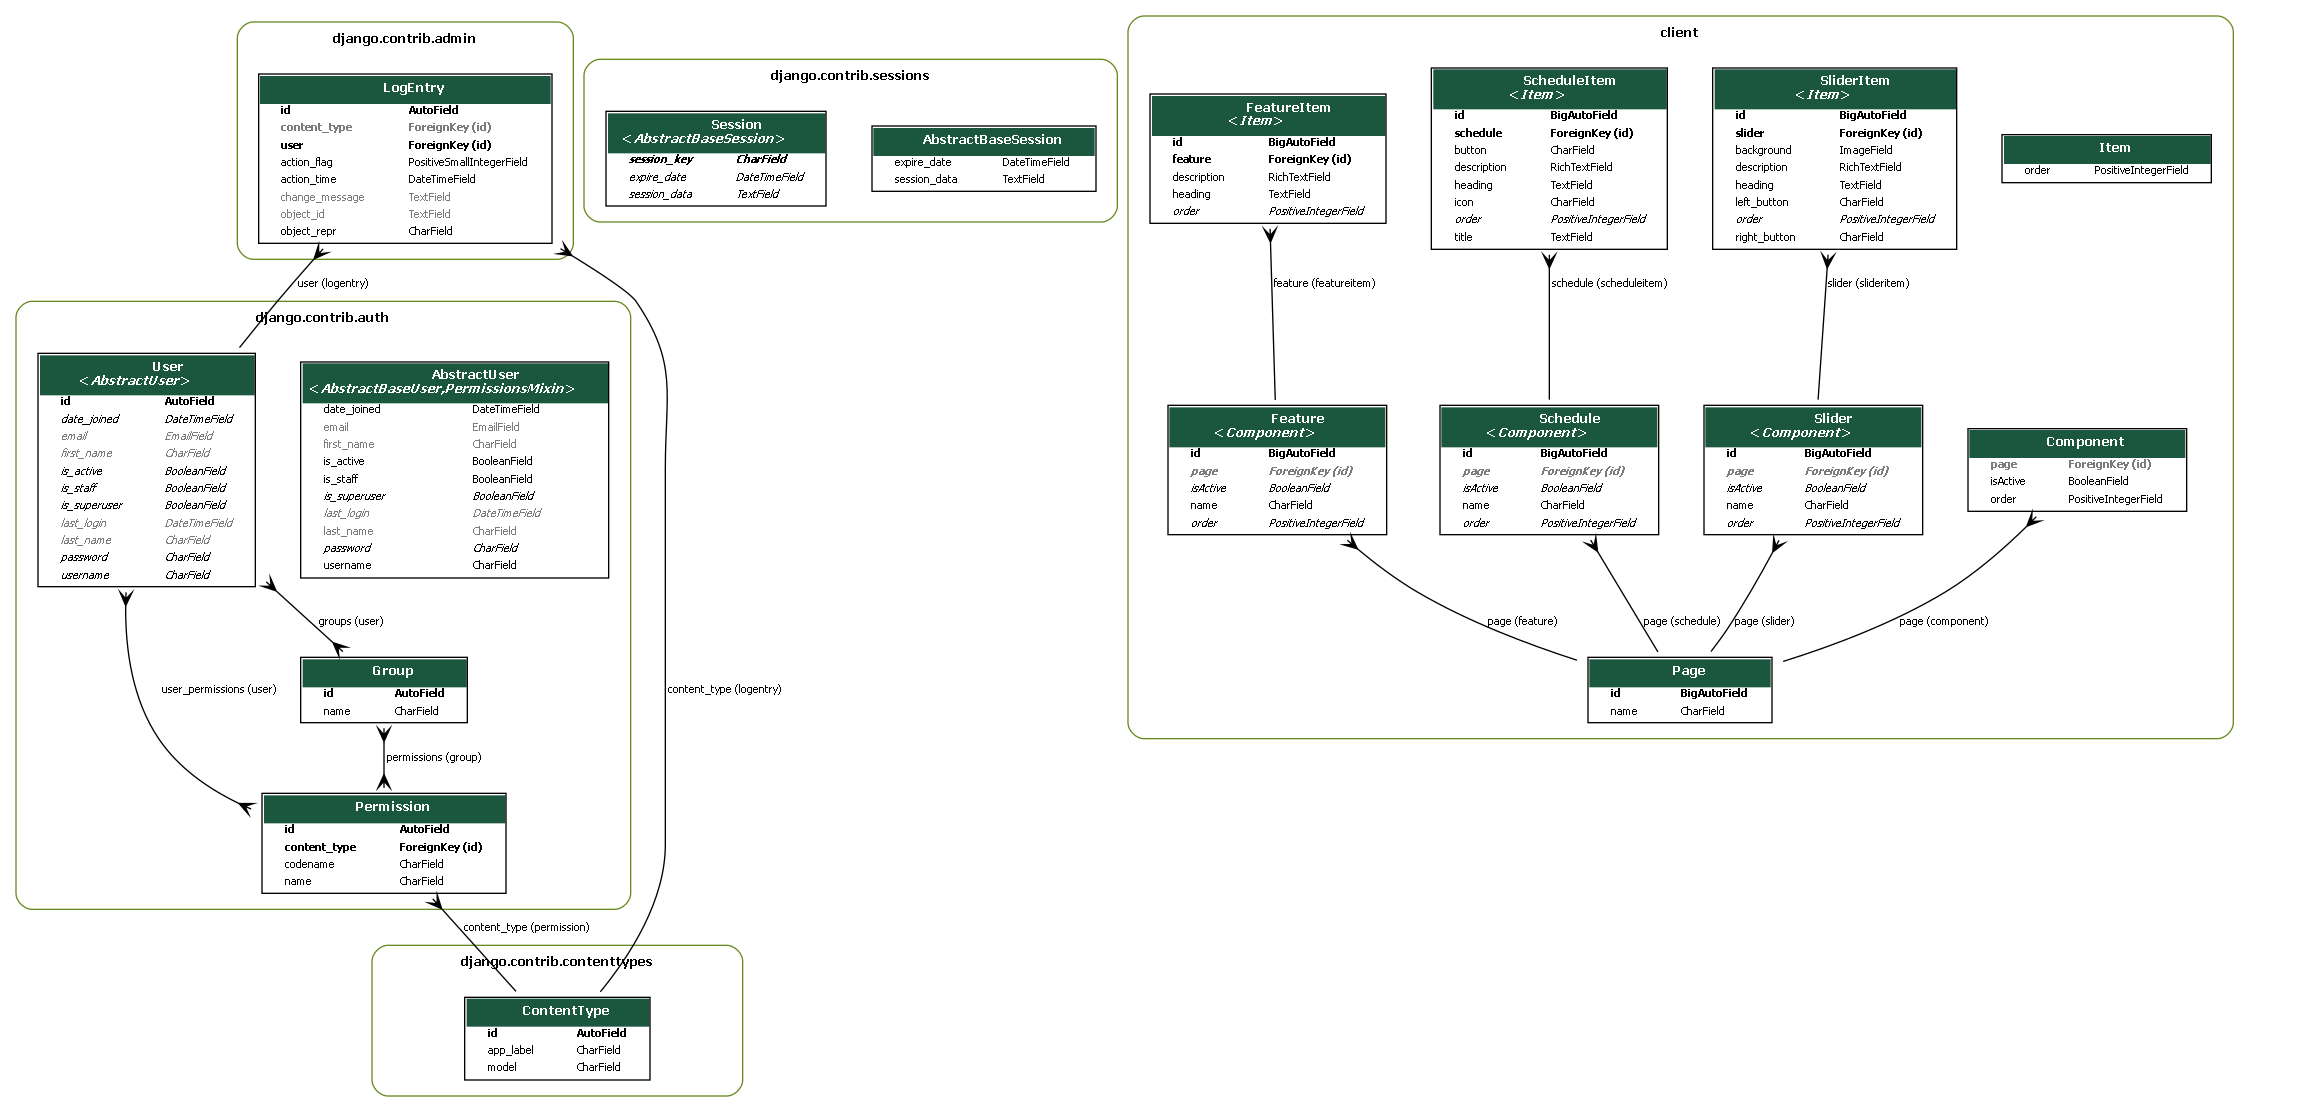 django.contrib.admin
LogEntry
id AutoField
content_type ForeignKey (id)
user ForeignKey (id)
action_flag PositiveSmallIntegerField
action_time DateTimeField
change_message TextField
object_id TextField
object_repr CharField
django.contrib.sessions
Session
<AbstractBaseSession>
session_key CharField
expire_date DateTimeField
session_data TextField
AbstractBaseSession
expire_date DateTimeField
session_data TextField
client
FeatureItem
<Item>
id BigAutoField
feature ForeignKey (id)
description RichTextField
heading TextField
order PositiveIntegerField
ScheduleItem
<Item>
id BigAutoField
schedule ForeignKey (id)
button CharField
description RichTextField
heading TextField
icon CharField
order PositiveIntegerField
title TextField
SliderItem
<Item>
id BigAutoField
slider ForeignKey (id)
background ImageField
description RichTextField
heading TextField
left_button CharField
order PositiveIntegerField
right_button CharField
Item
order PositiveIntegerField
user (logentry)
feature (featureitem)
schedule (scheduleitem)
slider (slideritem)
django.contrib.auth
User
<AbstractUser>
id AutoField
date_joined DateTimeField
email EmailField
first_name CharField
is_active BooleanField
is_staff BooleanField
is_superuser BooleanField
last_login DateTimeField
last_name CharField
password CharField
username CharField
AbstractUser
<AbstractBaseUser,PermissionsMixin>
date_joined DateTimeField
email EmailField
first_name CharField
is_active BooleanField
is_staff BooleanField
is_superuser BooleanField
last_login DateTimeField
last_name CharField
password CharField
username CharField
Feature
<Component>
id BigAutoField
page ForeignKey (id)
isActive BooleanField
name CharField
order PositiveIntegerField
Schedule
<Component>
id BigAutoField
page ForeignKey (id)
isActive BooleanField
name CharField
order PositiveIntegerField
Slider
<Component>
id BigAutoField
page ForeignKey (id)
isActive BooleanField
name CharField
order PositiveIntegerField
Component
page ForeignKey (id)
isActive BooleanField
order PositiveIntegerField
groups (user)
page (feature)
page (schedule)
page (slider)
page (component)
Group
id AutoField
name CharField
Page
id BigAutoField
name CharField
user_permissions (user)
content_type (logentry)
permissions (group)
Permission
id AutoField
content_type ForeignKey (id)
codename CharField
name CharField
content_type (permission)
django.contrib.contenttypes
ContentType
id AutoField
app_label CharField
model CharField